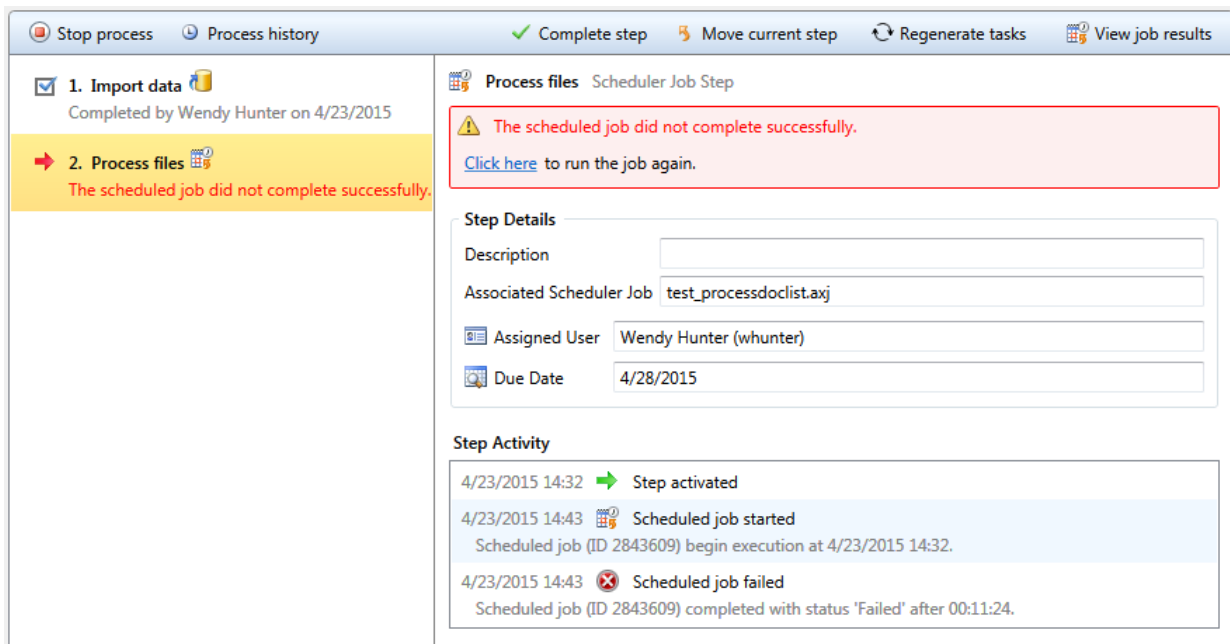 Stop process Process history Complete step Move current step Regenerate tasks View job results
1. Import data
Completed by Wendy Hunter on 4/23/2015
2. Process files
The scheduled job did not complete successfully.
Process files Scheduler Job Step
The scheduled job did not complete successfully.
Click here to run the job again.
Step Details
Description
Associated Scheduler Job test_processdoclist.axj
Assigned User Wendy Hunter (whunter)
Due Date 4/28/2015
Step Activity
4/23/2015 14:32 Step activated
4/23/2015 14:43 Scheduled job started
Scheduled job (ID 2843609) begin execution at 4/23/2015 14:32.
4/23/2015 14:43 Scheduled job failed
Scheduled job (ID 2843609) completed with status 'Failed' after 00:11:24.